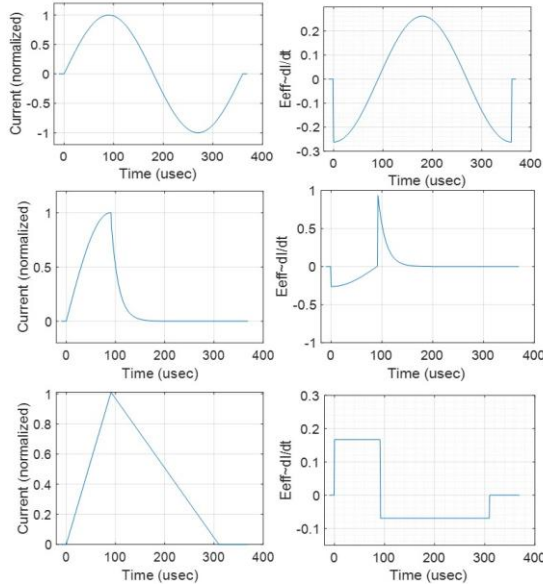 Current (normalized)
1
0.5
0
-0.5
-1
0 100 200 300 400
Time (usec)
Eeff~dI/dt
0.3
0.2
0.1
0
-0.1
-0.2
-0.3
0 100 200 300 400
Time (usec)
Current (normalized)
1
0.5
0
0 100 200 300 400
Time (usec)
Eeff~dI/dt
1
0.5
0
-0.5
-1
0 100 200 300 400
Time (usec)
Current (normalized)
1
0.8
0.6
0.4
0.2
0
0 100 200 300 400
Time (usec)
Eeff~dI/dt
0.3
0.2
0.1
0
-0.1
0 100 200 300 400
Time (usec)